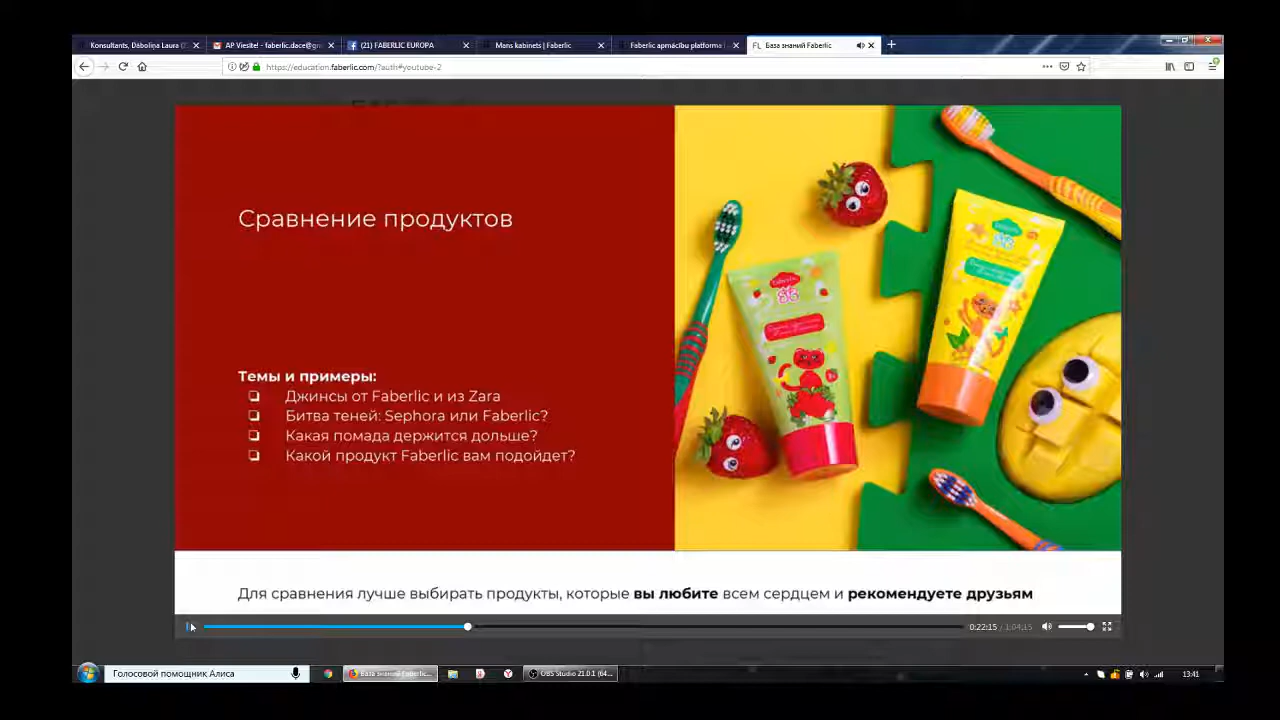 Konsultants, Dāboliņa Laura (
AP Viesīte! - faberlic.dace@g
(21) FABERLIC EUROPA
Mans kabinets | Faberlic
Faberlic apmācību platforma |
База знаний Faberlic
https://education.faberlic.com/?auth#youtube-2
Сравнение продуктов
Темы и примеры:
Джинсы от Faberlic и из Zara
Битва теней: Sephora или Faberlic?
Какая помада держится дольше?
Какой продукт Faberlic вам подойдет?
Для сравнения лучше выбирать продукты, которые вы любите всем сердцем и рекомендуете друзьям
0:22:15 / 1:04:15
Голосовой помощник Алиса
База знаний Faberlic...
OBS Studio 21.0.1 (64...
13:41